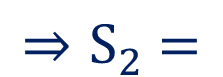 ⇒ S₂ =